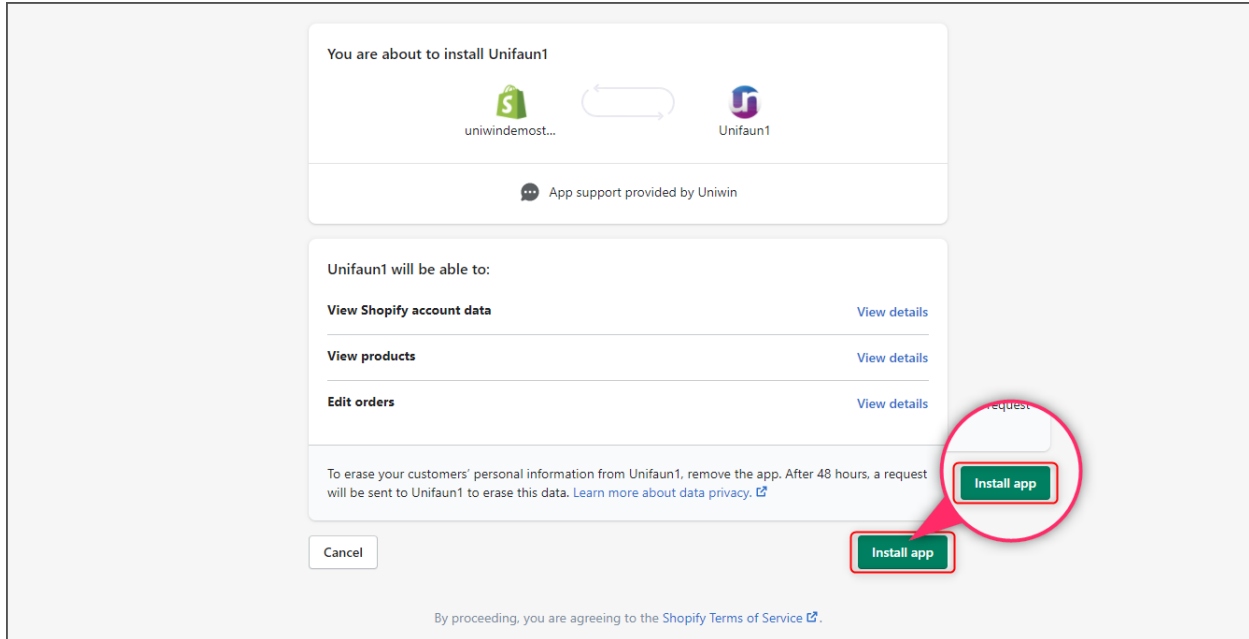 You are about to install Unifaun1
uniwindemost...
Unifaun1
App support provided by Uniwin
Unifaun1 will be able to:
View Shopify account data
View details
View products
View details
Edit orders
View details
request
To erase your customers' personal information from Unifaun1, remove the app. After 48 hours, a request
will be sent to Unifaun1 to erase this data. Learn more about data privacy.
Install app
Cancel
Install app
By proceeding, you are agreeing to the Shopify Terms of Service.